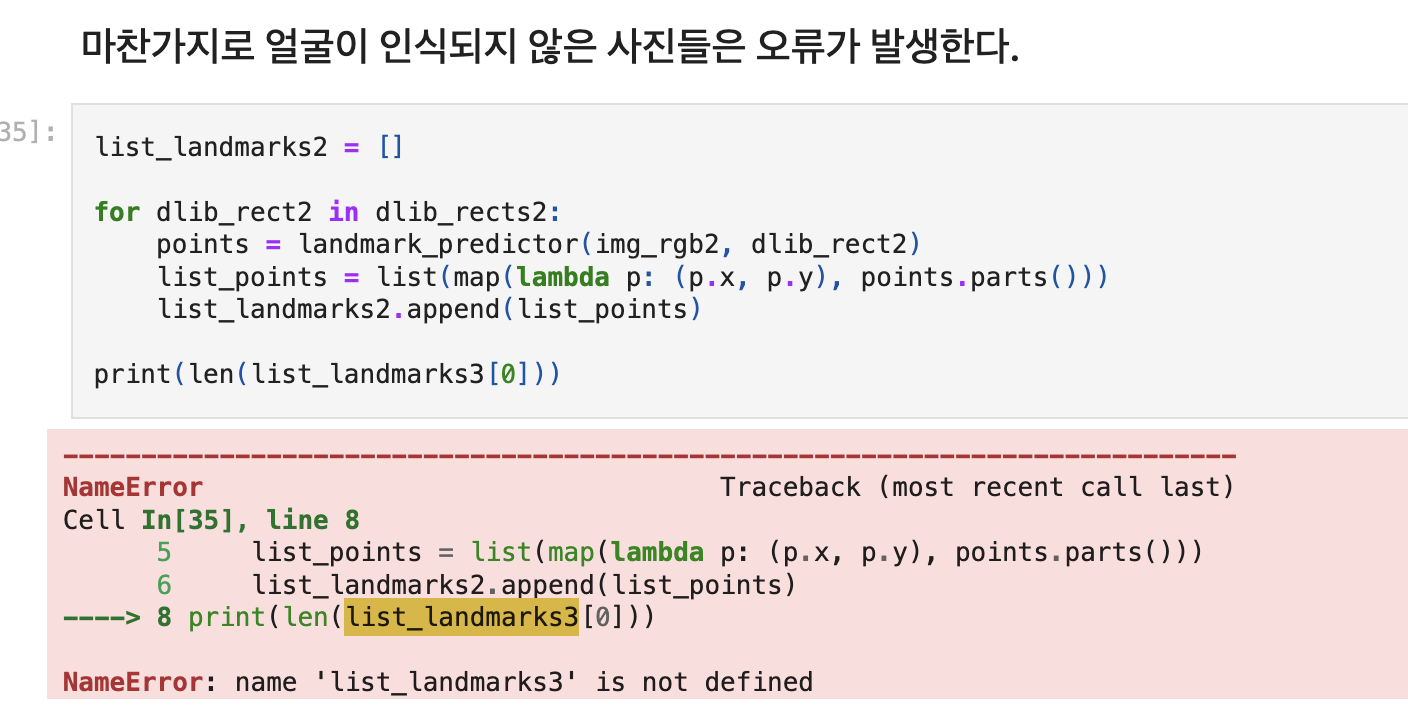 마찬가지로 얼굴이 인식되지 않은 사진들은 오류가 발생한다.
35]:
list_landmarks2 = []
for dlib_rect2 in dlib_rects2:
    points = landmark_predictor(img_rgb2, dlib_rect2)
    list_points = list(map(lambda p: (p.x, p.y), points.parts()))
    list_landmarks2.append(list_points)
print(len(list_landmarks3[0]))
---------------------------------------------------------------------------
NameError                                 Traceback (most recent call last)
Cell In[35], line 8
      5     list_points = list(map(lambda p: (p.x, p.y), points.parts()))
      6     list_landmarks2.append(list_points)
----> 8 print(len(list_landmarks3[0]))
NameError: name 'list_landmarks3' is not defined